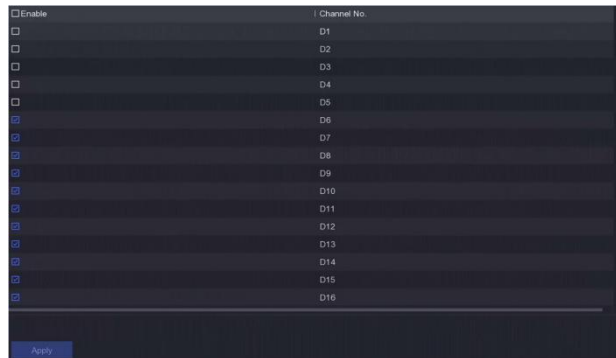 Enable Channel No.
D1
D2
D3
D4
D5
D6
D7
D8
D9
D10
D11
D12
D13
D14
D15
D16
Apply